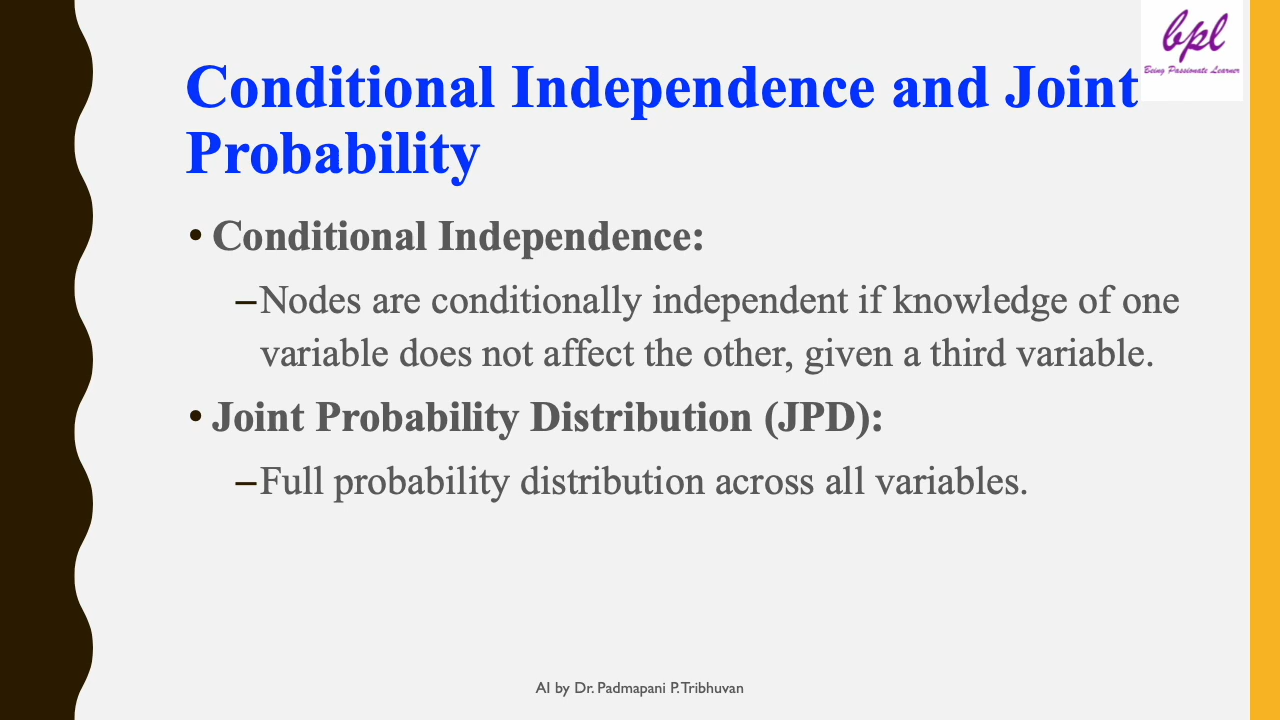 bpl
Being Passionate Learner
Conditional Independence and Joint
Probability
• Conditional Independence:
–Nodes are conditionally independent if knowledge of one
variable does not affect the other, given a third variable.
• Joint Probability Distribution (JPD):
–Full probability distribution across all variables.
AI by Dr. Padmapani P. Tribhuvan